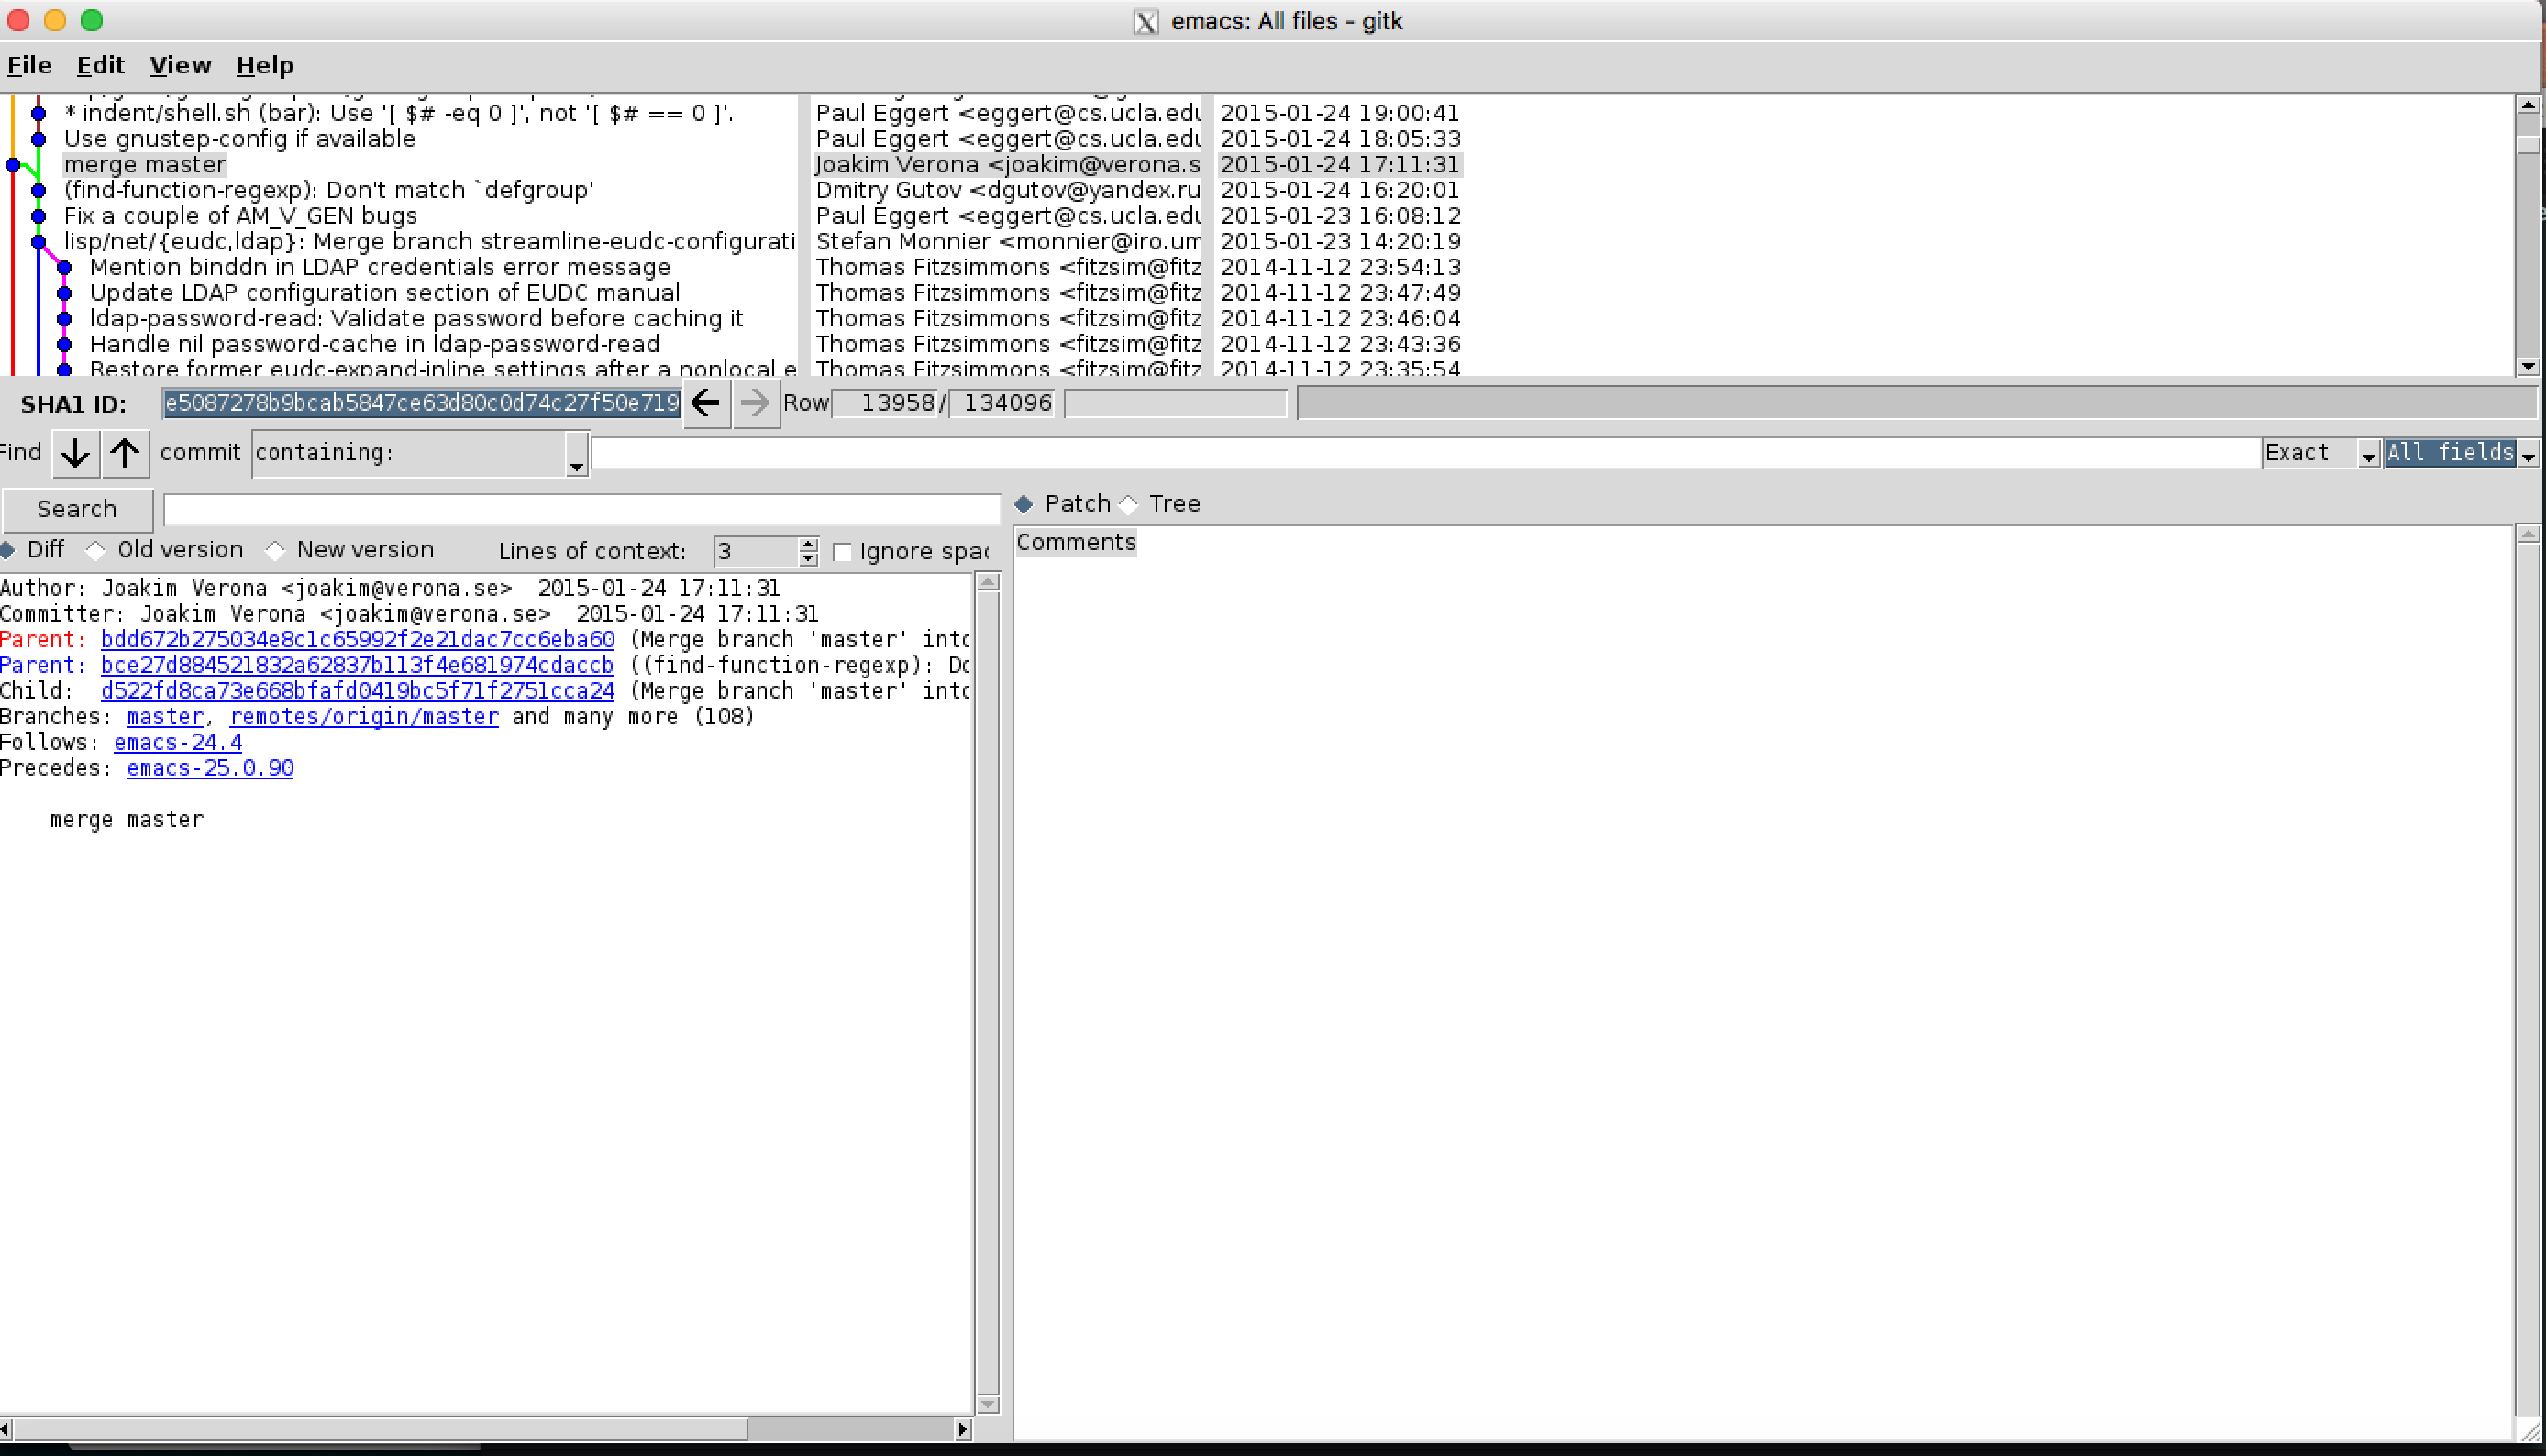 emacs: All files - gitk
File Edit View Help
* indent/shell.sh (bar): Use '[ $# -eq 0 ]', not '[ $# == 0 ]'. Paul Eggert <eggert@cs.ucla.edu 2015-01-24 19:00:41
Use gnustep-config if available Paul Eggert <eggert@cs.ucla.edu 2015-01-24 18:05:33
merge master Joakim Verona <joakim@verona.s 2015-01-24 17:11:31
(find-function-regexp): Don't match `defgroup' Dmitry Gutov <dgutov@yandex.ru 2015-01-24 16:20:01
Fix a couple of AM_V_GEN bugs Paul Eggert <eggert@cs.ucla.edu 2015-01-23 16:08:12
lisp/net/{eudc,ldap}: Merge branch streamline-eudc-configurati Stefan Monnier <monnier@iro.um 2015-01-23 14:20:19
Mention binddn in LDAP credentials error message Thomas Fitzsimmons <fitzsim@fitz 2014-11-12 23:54:13
Update LDAP configuration section of EUDC manual Thomas Fitzsimmons <fitzsim@fitz 2014-11-12 23:47:49
ldap-password-read: Validate password before caching it Thomas Fitzsimmons <fitzsim@fitz 2014-11-12 23:46:04
Handle nil password-cache in ldap-password-read Thomas Fitzsimmons <fitzsim@fitz 2014-11-12 23:43:36
Restore former eudc-expand-inline settings after a nonlocal e Thomas Fitzsimmons <fitzsim@fitz 2014-11-12 23:35:54
SHA1 ID: e5087278b9bcab5847ce63d80c0d74c27f50e719 Row 13958 / 134096
Find commit containing: Exact All fields
Search
Patch Tree
Diff Old version New version Lines of context: 3 Ignore spac
Comments
Author: Joakim Verona <joakim@verona.se> 2015-01-24 17:11:31
Committer: Joakim Verona <joakim@verona.se> 2015-01-24 17:11:31
Parent: bdd672b275034e8c1c65992f2e21dac7cc6eba60 (Merge branch 'master' into
Parent: bce27d884521832a62837b113f4e681974cdaccb ((find-function-regexp): Do
Child: d522fd8ca73e668bfafd0419bc5f71f2751cca24 (Merge branch 'master' into
Branches: master, remotes/origin/master and many more (108)
Follows: emacs-24.4
Precedes: emacs-25.0.90
merge master